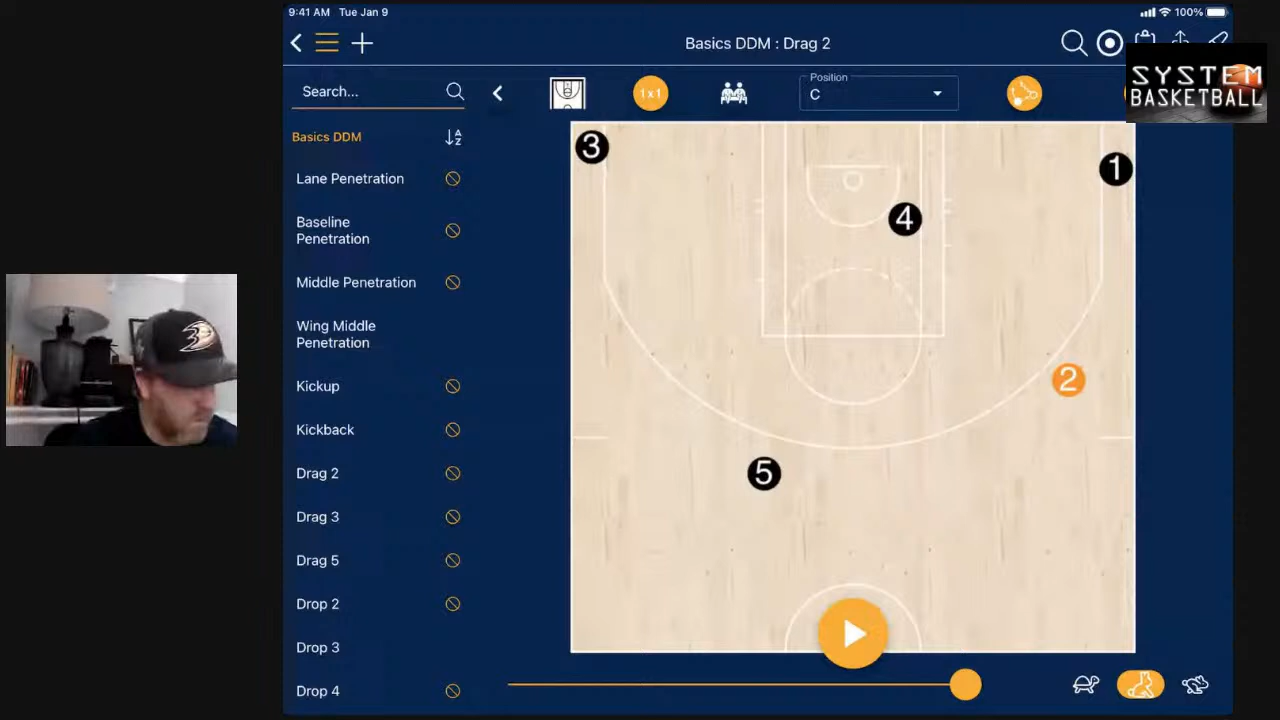 9:41 AM Tue Jan 9
100%
Basics DDM : Drag 2
SYSTEM
BASKETBALL
Search...
1x1
Position
C
Basics DDM
A
Z
Lane Penetration
Baseline
Penetration
Middle Penetration
Wing Middle
Penetration
Kickup
Kickback
Drag 2
Drag 3
Drag 5
Drop 2
Drop 3
Drop 4
3
1
4
2
5